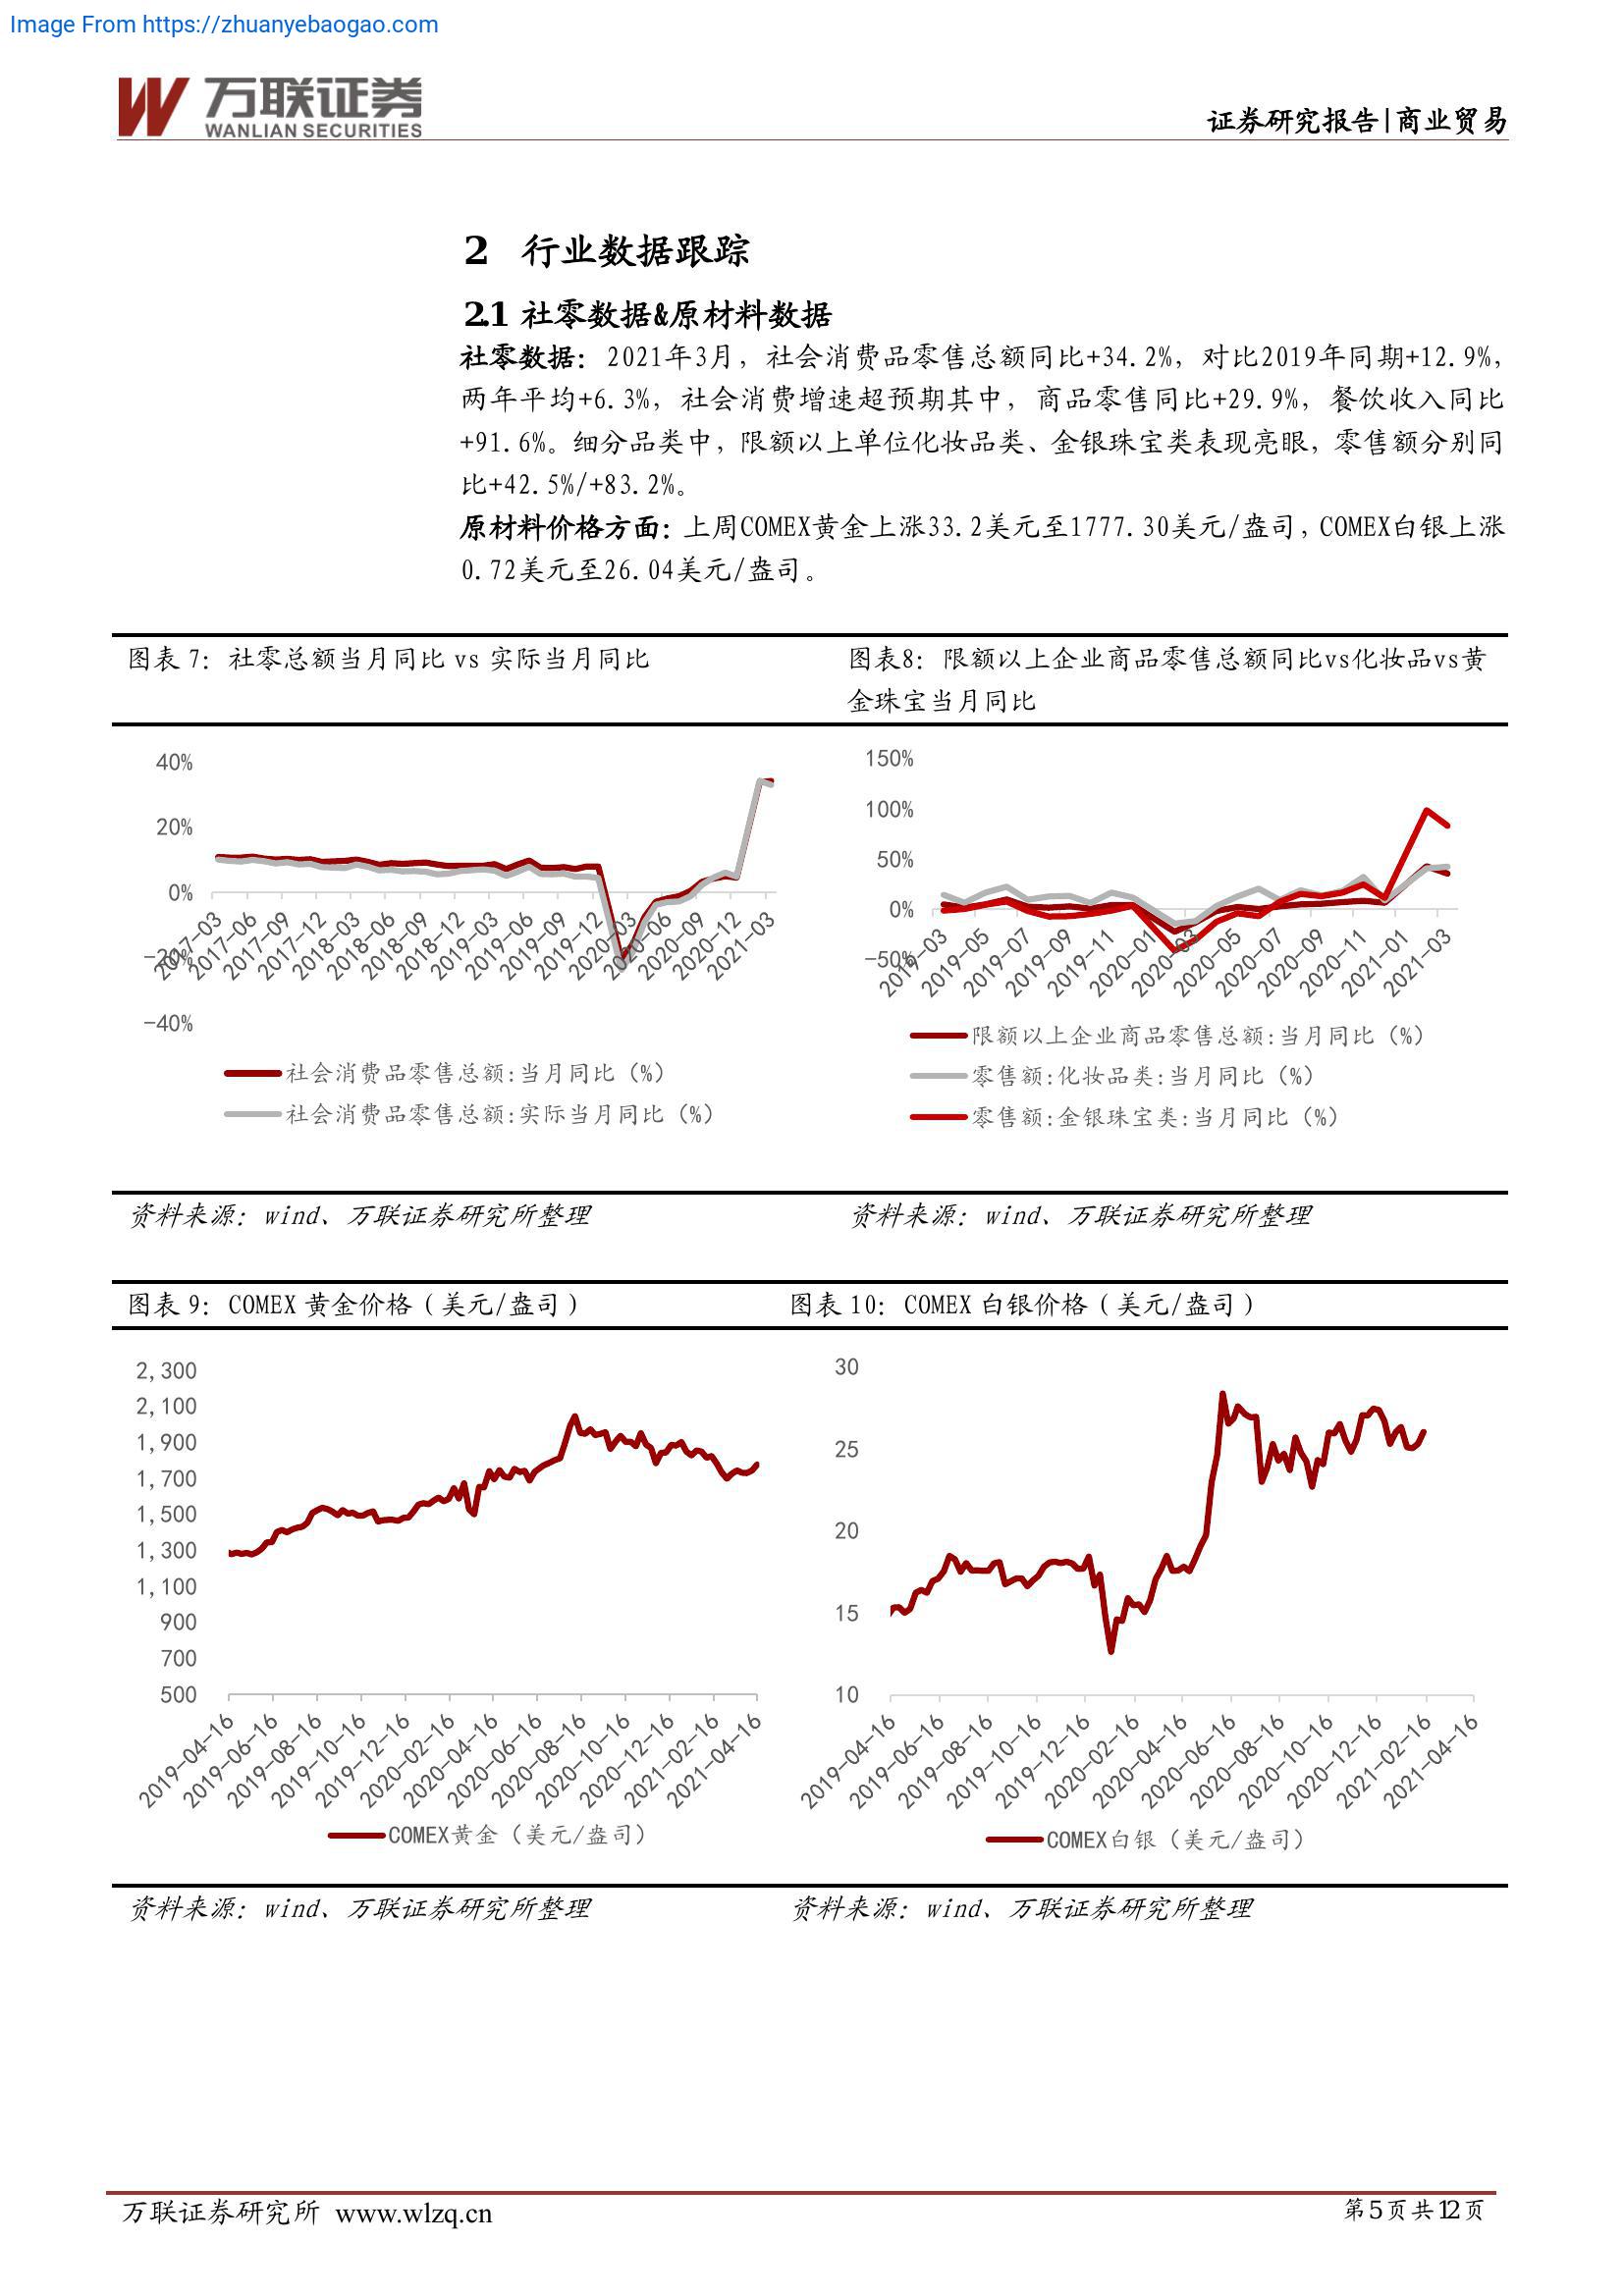 Image From https://zhuanyebaogao.com
万联证券
WANLIAN SECURITIES
证券研究报告|商业贸易
2 行业数据跟踪
2.1 社零数据&原材料数据
社零数据：2021年3月，社会消费品零售总额同比+34.2%，对比2019年同期+12.9%，
两年平均+6.3%，社会消费增速超预期其中，商品零售同比+29.9%，餐饮收入同比
+91.6%。细分品类中，限额以上单位化妆品类、金银珠宝类表现亮眼，零售额分别同
比+42.5%/+83.2%。
原材料价格方面：上周COMEX黄金上涨33.2美元至1777.30美元/盎司，COMEX白银上涨
0.72美元至26.04美元/盎司。
图表 7：社零总额当月同比 vs 实际当月同比
图表8：限额以上企业商品零售总额同比vs化妆品vs黄
金珠宝当月同比
40%
20%
0%
-20%
-40%
2017-03
2017-06
2017-09
2017-12
2018-03
2018-06
2018-09
2018-12
2019-03
2019-06
2019-09
2019-12
2020-03
2020-06
2020-09
2020-12
2021-03
社会消费品零售总额:当月同比（%）
社会消费品零售总额:实际当月同比（%）
150%
100%
50%
0%
-50%
2019-03
2019-05
2019-07
2019-09
2019-11
2020-01
2020-03
2020-05
2020-07
2020-09
2020-11
2021-01
2021-03
限额以上企业商品零售总额:当月同比（%）
零售额:化妆品类:当月同比（%）
零售额:金银珠宝类:当月同比（%）
资料来源：wind、万联证券研究所整理
资料来源：wind、万联证券研究所整理
图表 9：COMEX 黄金价格（美元/盎司）
图表 10：COMEX 白银价格（美元/盎司）
2,300
2,100
1,900
1,700
1,500
1,300
1,100
900
700
500
2019-04-16
2019-06-16
2019-08-16
2019-10-16
2019-12-16
2020-02-16
2020-04-16
2020-06-16
2020-08-16
2020-10-16
2020-12-16
2021-02-16
2021-04-16
COMEX黄金（美元/盎司）
30
25
20
15
10
2019-04-16
2019-06-16
2019-08-16
2019-10-16
2019-12-16
2020-02-16
2020-04-16
2020-06-16
2020-08-16
2020-10-16
2020-12-16
2021-02-16
2021-04-16
COMEX白银（美元/盎司）
资料来源：wind、万联证券研究所整理
资料来源：wind、万联证券研究所整理
万联证券研究所 www.wlzq.cn
第5页共12页